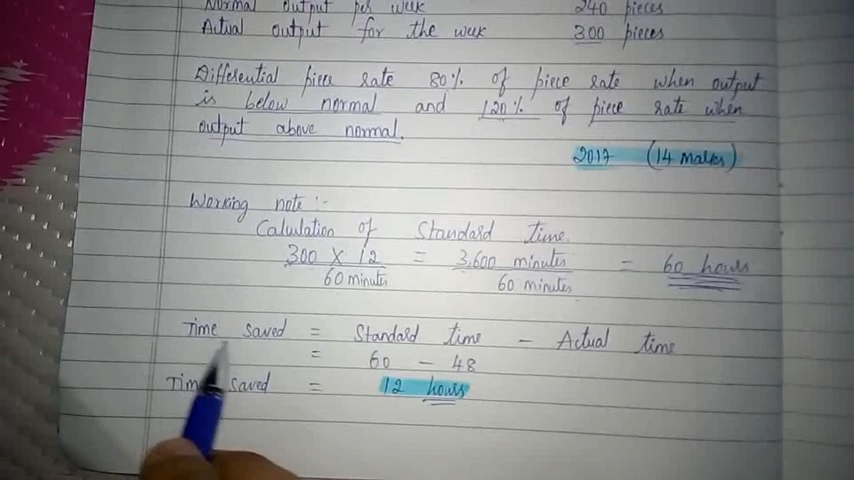 Normal output per week 240 pieces
Actual output for the week 300 pieces
Differential piece rate 80% of piece rate when output
is below normal and 120% of piece rate when
output above normal.
2017 (14 marks)
Working note :-
Calculation of Standard time.
300 X 12 = 3,600 minutes = 60 hours
60 minutes 60 minutes
Time saved = Standard time - Actual time
= 60 - 48
Time saved = 12 hours